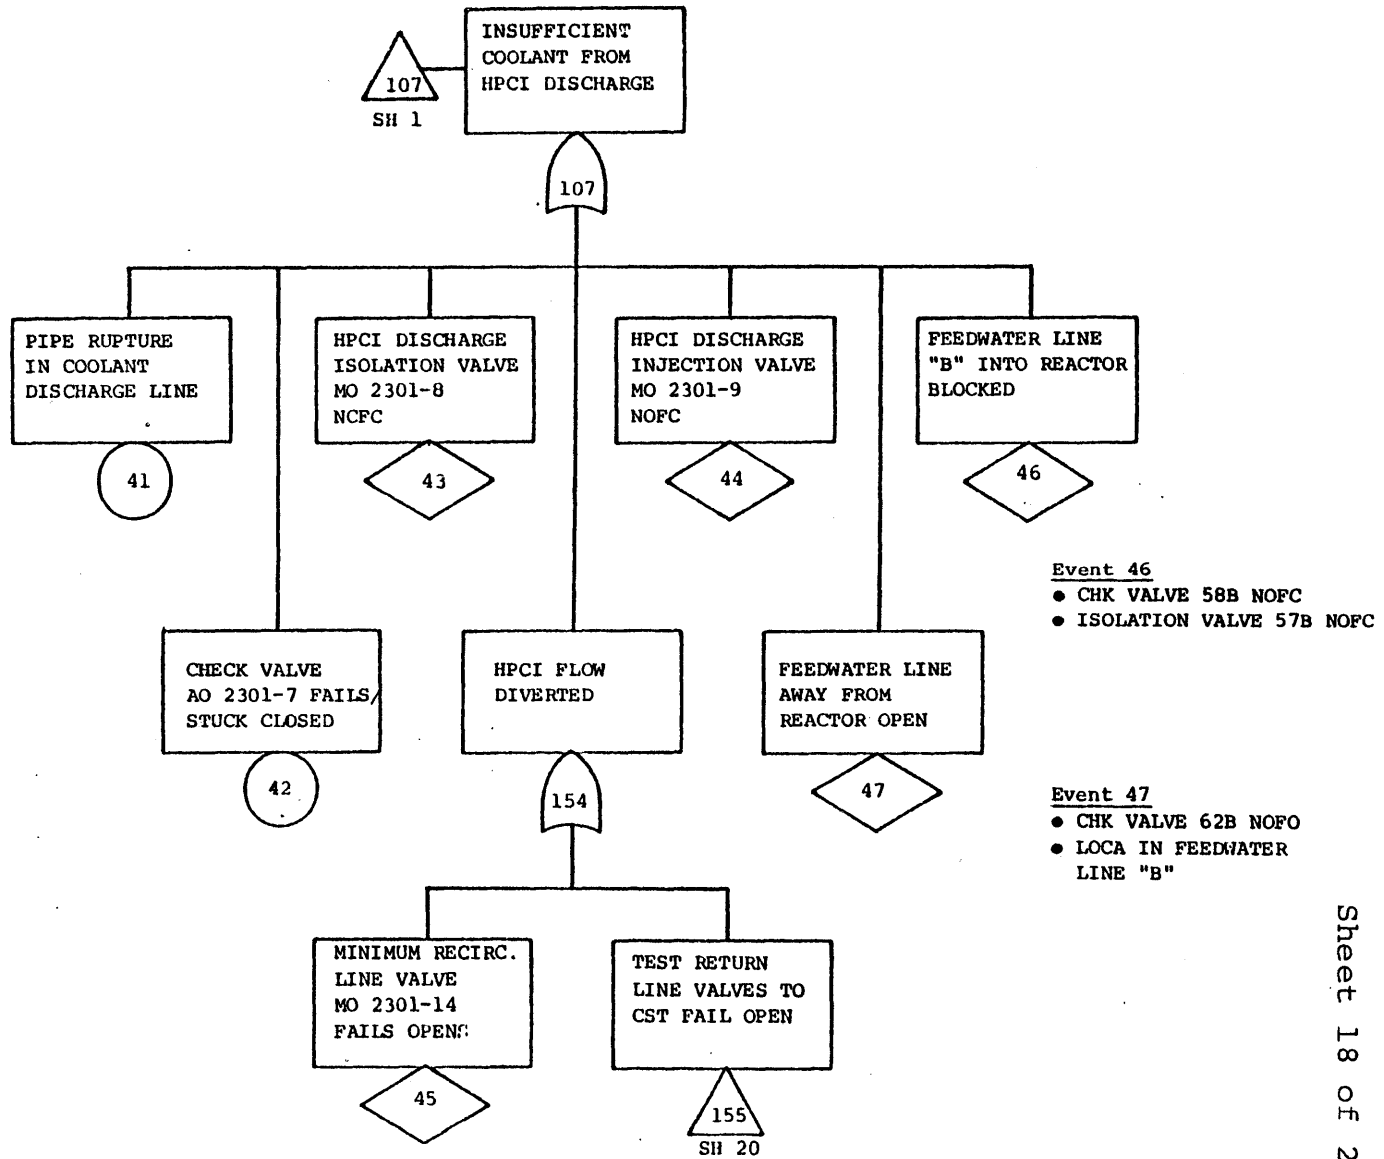 INSUFFICIENT
COOLANT FROM
HPCI DISCHARGE
107
SH 1
107
PIPE RUPTURE
IN COOLANT
DISCHARGE LINE
41
HPCI DISCHARGE
ISOLATION VALVE
MO 2301-8
NCFC
43
HPCI DISCHARGE
INJECTION VALVE
MO 2301-9
NOFC
44
FEEDWATER LINE
"B" INTO REACTOR
BLOCKED
46
Event 46
● CHK VALVE 58B NOFC
● ISOLATION VALVE 57B NOFC
CHECK VALVE
AO 2301-7 FAILS/
STUCK CLOSED
42
HPCI FLOW
DIVERTED
154
FEEDWATER LINE
AWAY FROM
REACTOR OPEN
47
Event 47
● CHK VALVE 62B NOFO
● LOCA IN FEEDWATER
LINE "B"
MINIMUM RECIRC.
LINE VALVE
MO 2301-14
FAILS OPEN
45
TEST RETURN
LINE VALVES TO
CST FAIL OPEN
155
SH 20
Sheet 18 of 2